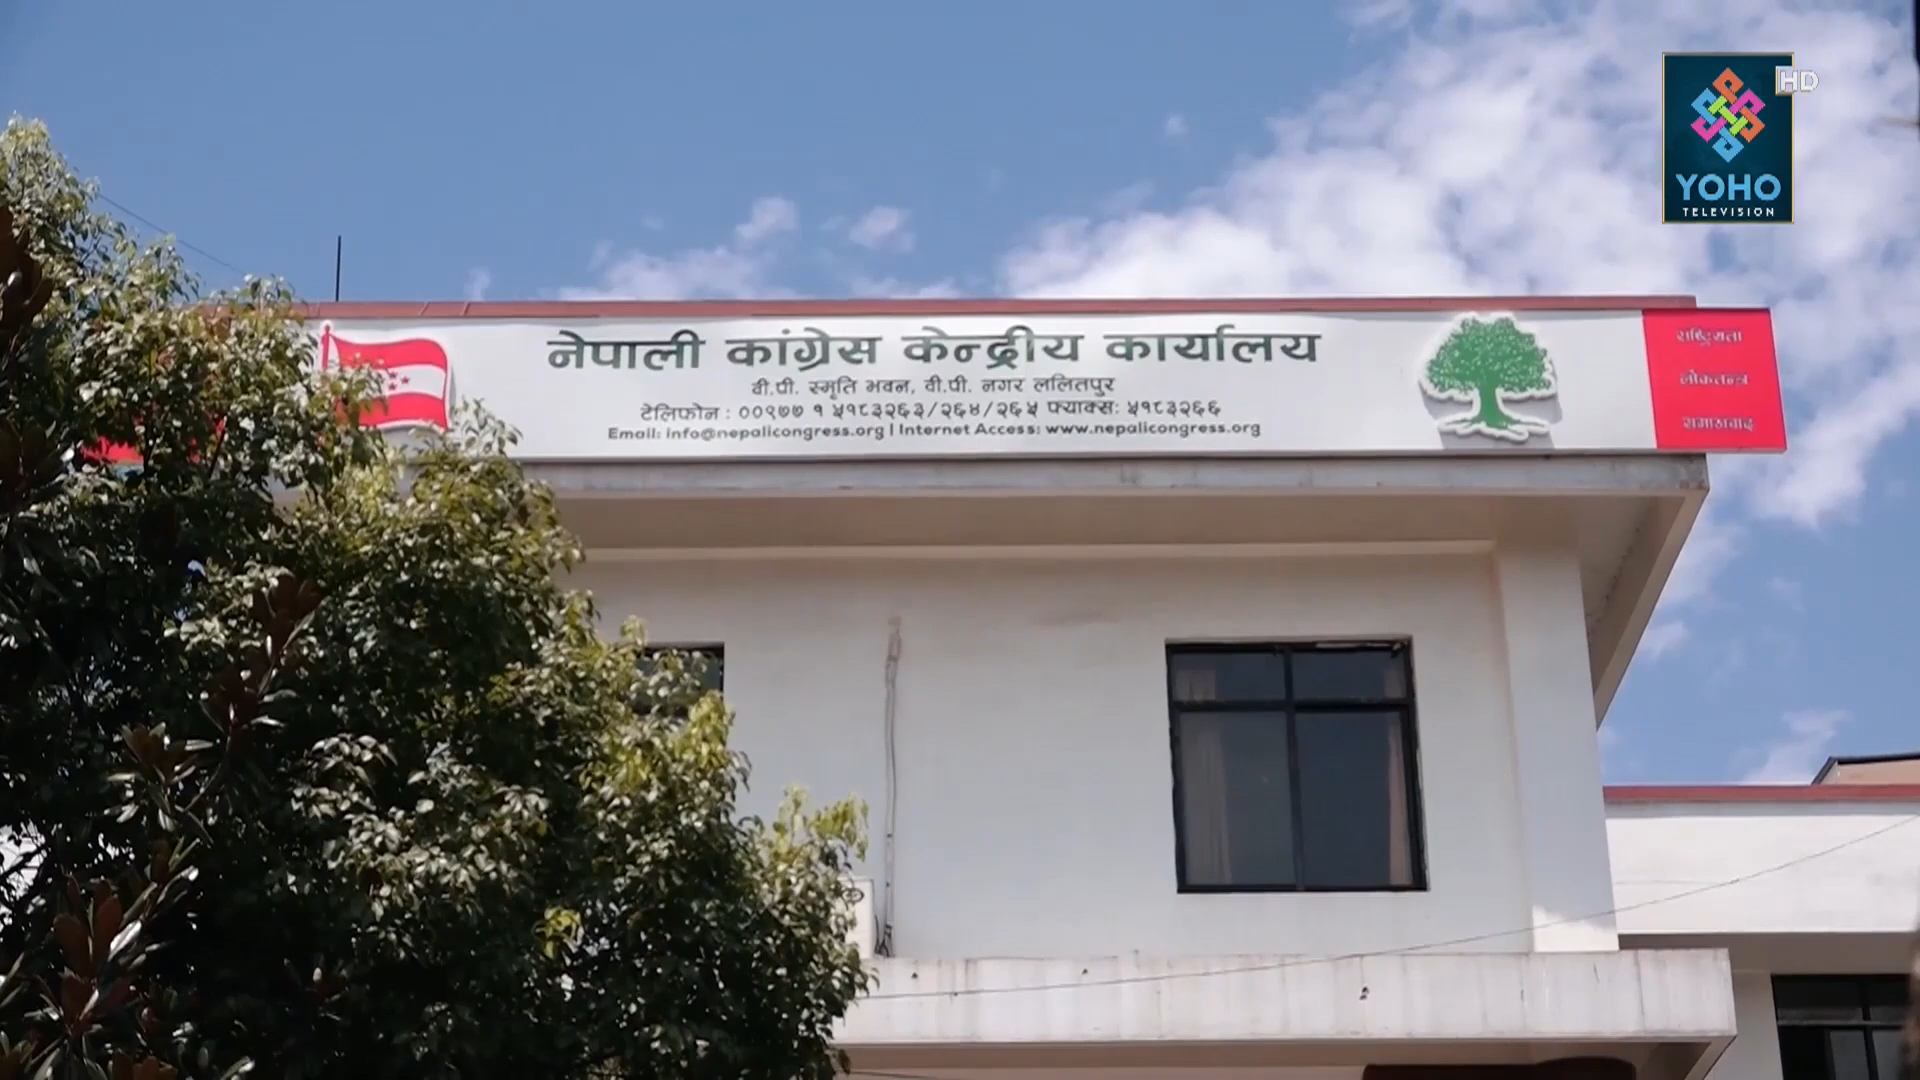 HD
YOHO
TELEVISION
नेपाली कांग्रेस केन्द्रीय कार्यालय
वी.पी. स्मृति भवन, वी.पी. नगर ललितपुर
टेलिफोन : ००९७७ १ ५१८३२६३/२६४/२६५ फ्याक्स: ५१८३२६६
Email: info@nepalicongress.org | Internet Access: www.nepalicongress.org
राष्ट्रियता
लोकतन्त्र
समाजवाद